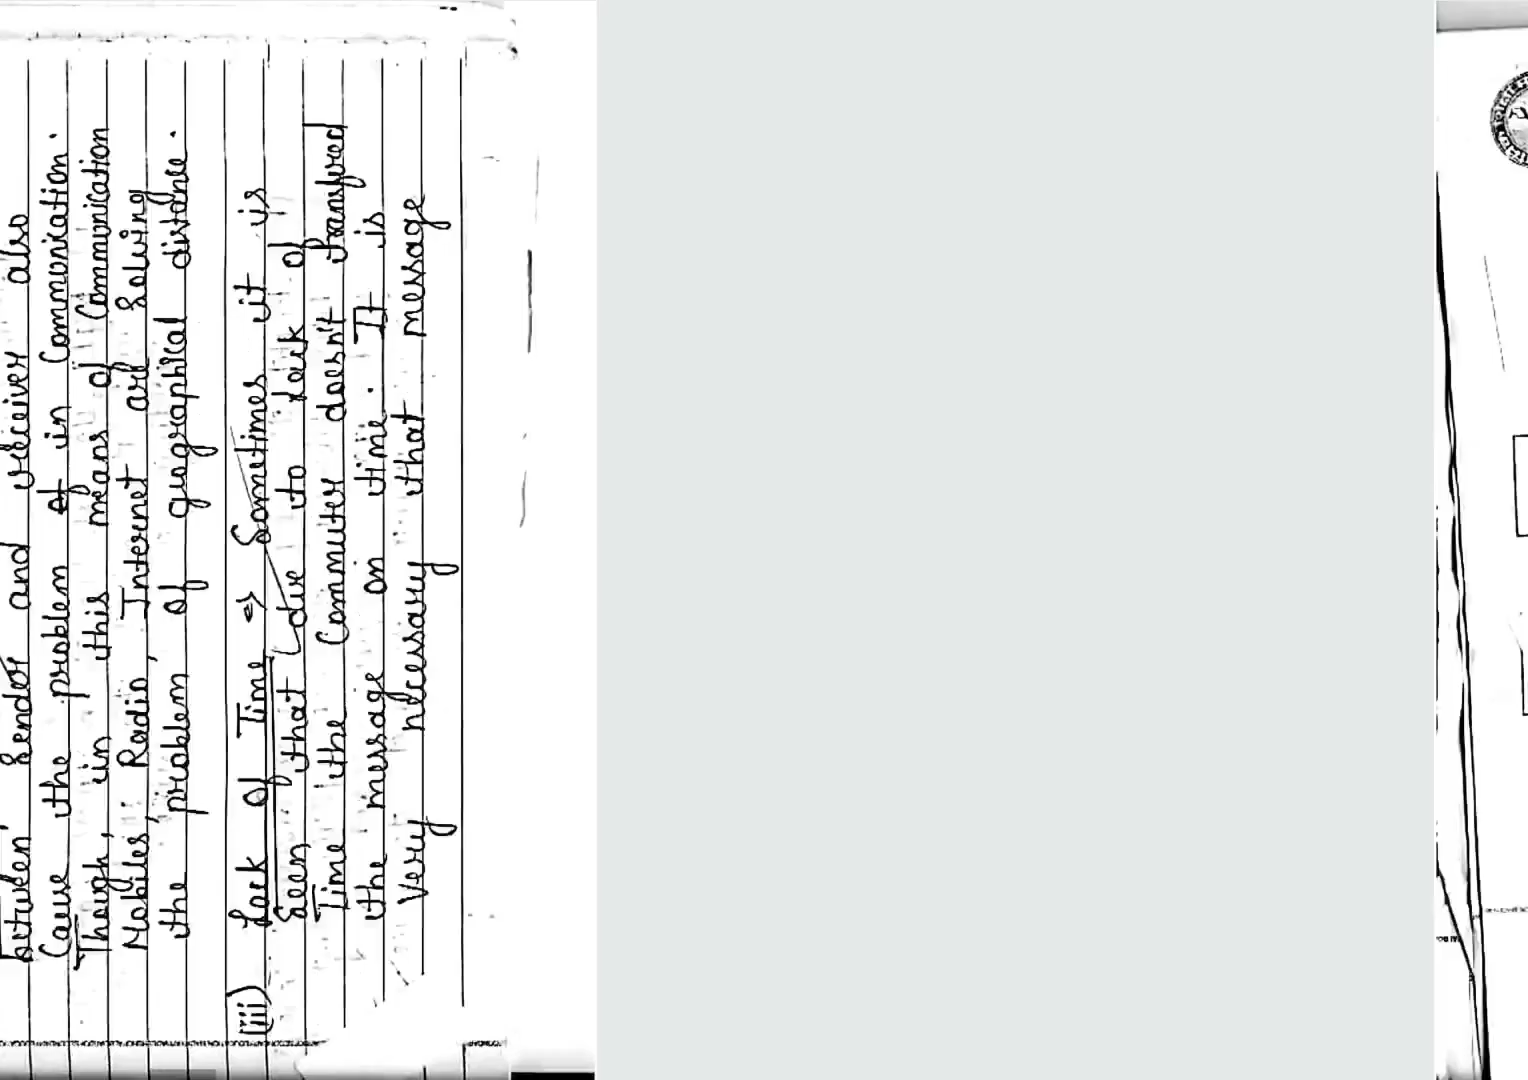 between Sender and receiver also
Cause the problem of in Communication.
Though, in this means of Communication
Mobiles, Radio, Internet are Solving
the problem of guographical distance.
(iii) Lack of Time ⇒ Sometimes it is
Seen that due to lack of
Time the Commuter doesn't transfered
the message on time. It is
Very necessary that message